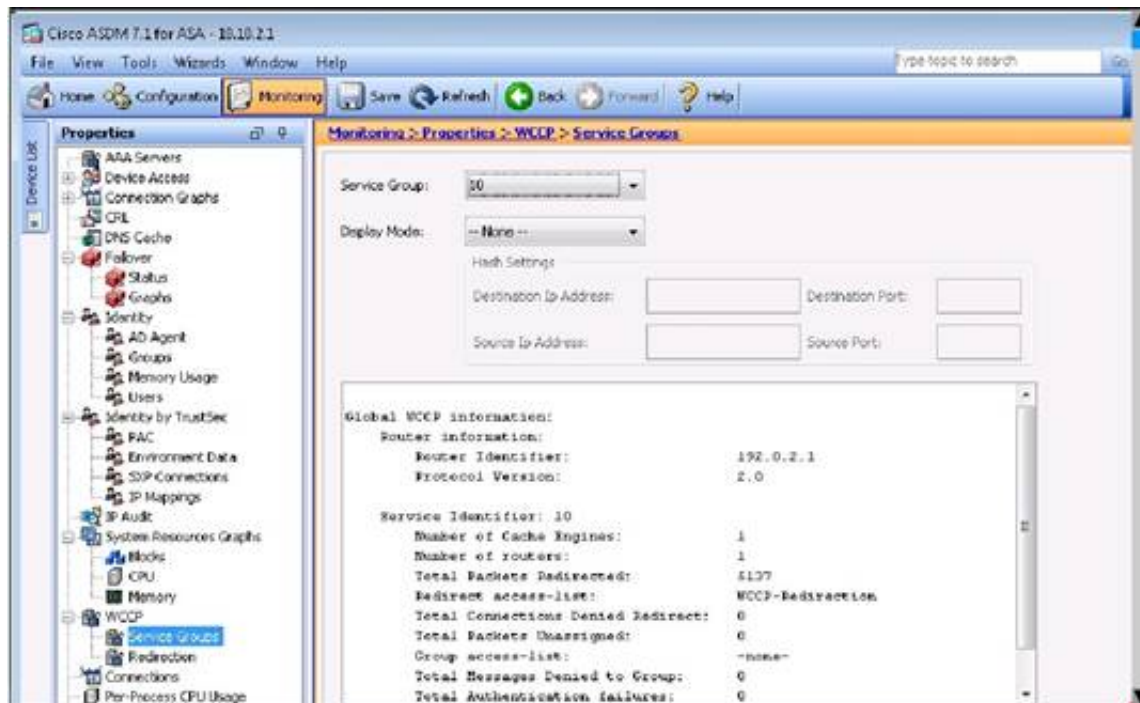 Cisco ASDM 7.1 for ASA - 10.10.2.1
File View Tools Wizards Window Help
Type topic to search Go
Home Configuration Monitoring Save Refresh Back Forward Help
Device List
Properties
AAA Servers
Device Access
Connection Graphs
CRL
DNS Cache
Failover
Status
Graphs
Identity
AD Agent
Groups
Memory Usage
Users
Identity by TrustSec
PAC
Environment Data
SXP Connections
IP Mappings
IP Audit
System Resources Graphs
Blocks
CPU
Memory
WCCP
Service Groups
Redirection
Connections
Per-Process CPU Usage
Monitoring > Properties > WCCP > Service Groups
Service Group: 10
Display Mode: -- None --
Hash Settings
Destination Ip Address: Destination Port:
Source Ip Address: Source Port:
Global WCCP information:
Router information:
Router Identifier: 192.0.2.1
Protocol Version: 2.0
Service Identifier: 10
Number of Cache Engines: 1
Number of routers: 1
Total Packets Redirected:
Redirect access-list: WCCP-Redirection
Total Connections Denied Redirect: 0
Total Packets Unassigned: 0
Group access-list: -none-
Total Messages Denied to Group: 0
Total Authentication failures: 0